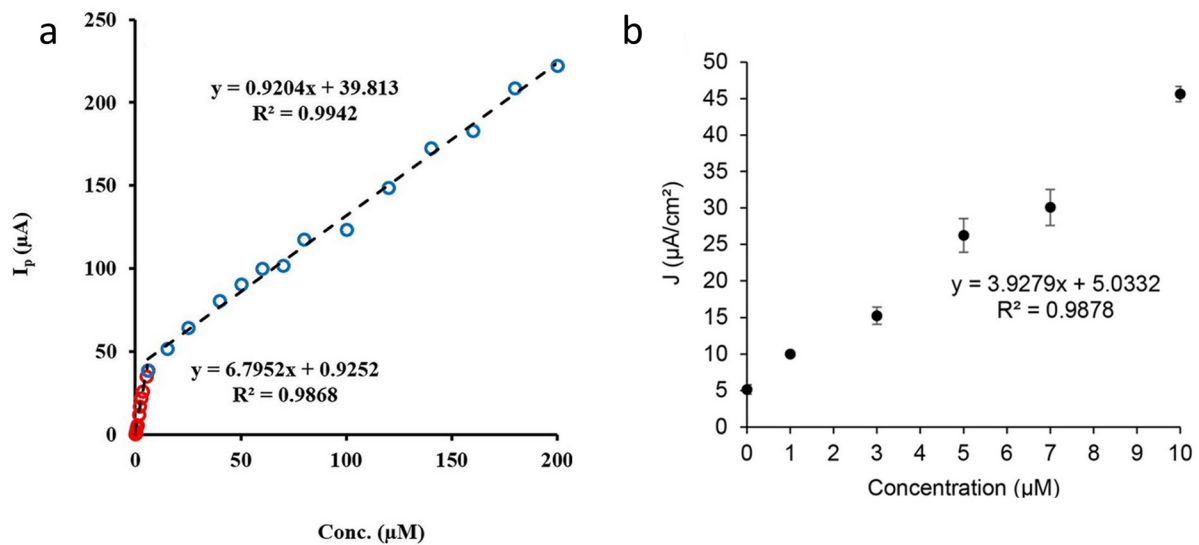 a
250
200
150
100
50
0
y = 0.9204x + 39.813
R² = 0.9942
y = 6.7952x + 0.9252
R² = 0.9868
Iₚ (µA)
0 50 100 150 200
Conc. (µM)
b
50
45
40
35
30
25
20
15
10
5
0
J (µA/cm²)
y = 3.9279x + 5.0332
R² = 0.9878
0 1 2 3 4 5 6 7 8 9 10
Concentration (µM)